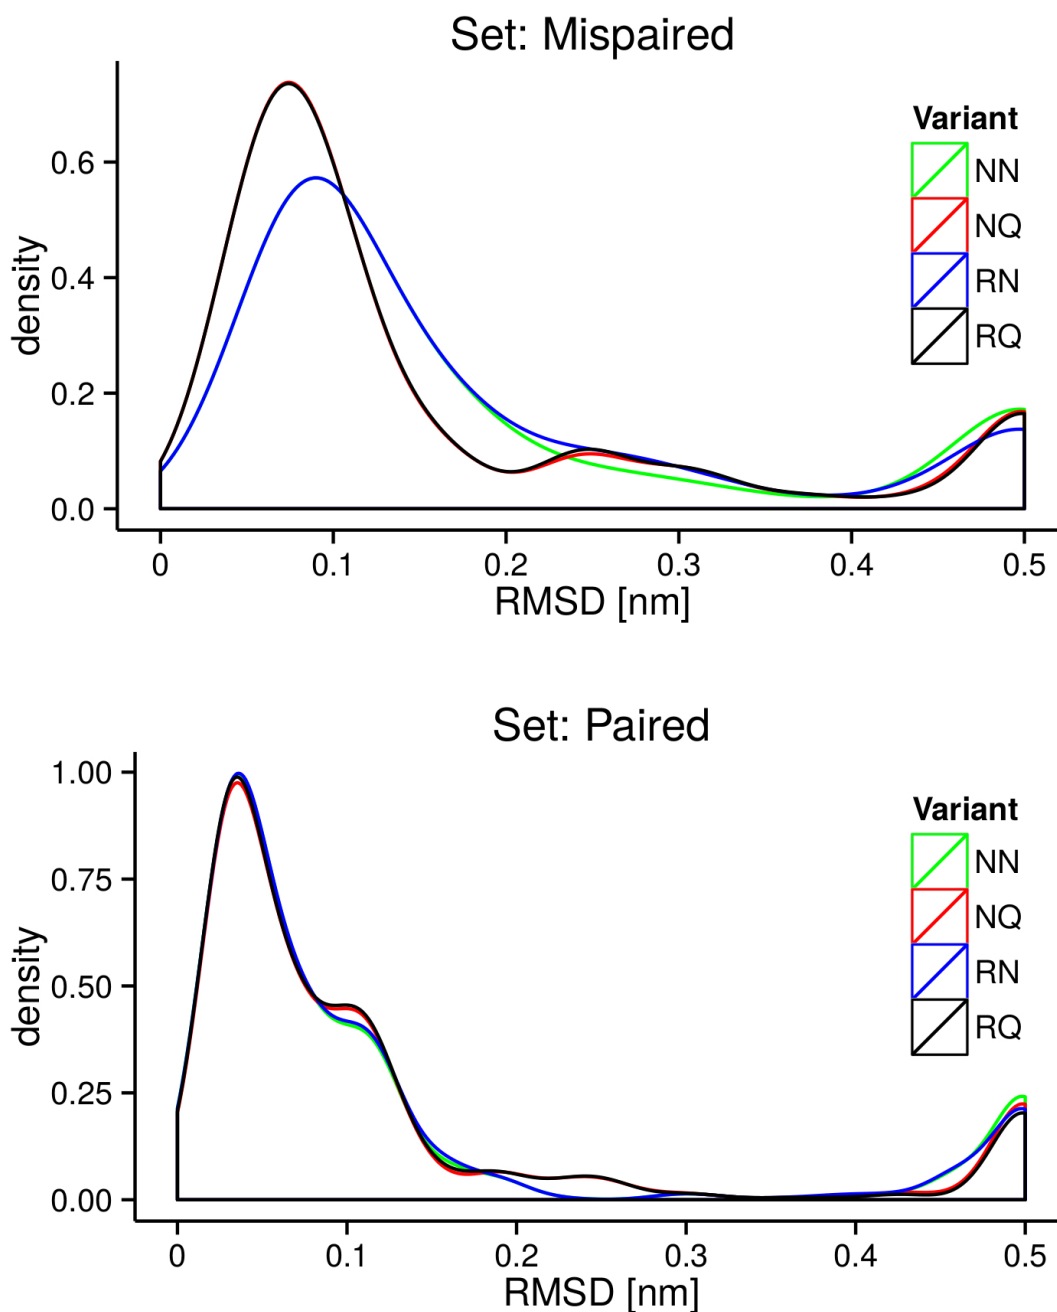 Set: Mispaired
density
0.6
0.4
0.2
0.0
0 0.1 0.2 0.3 0.4 0.5
RMSD [nm]
Variant
NN
NQ
RN
RQ
Set: Paired
density
1.00
0.75
0.50
0.25
0.00
0 0.1 0.2 0.3 0.4 0.5
RMSD [nm]
Variant
NN
NQ
RN
RQ